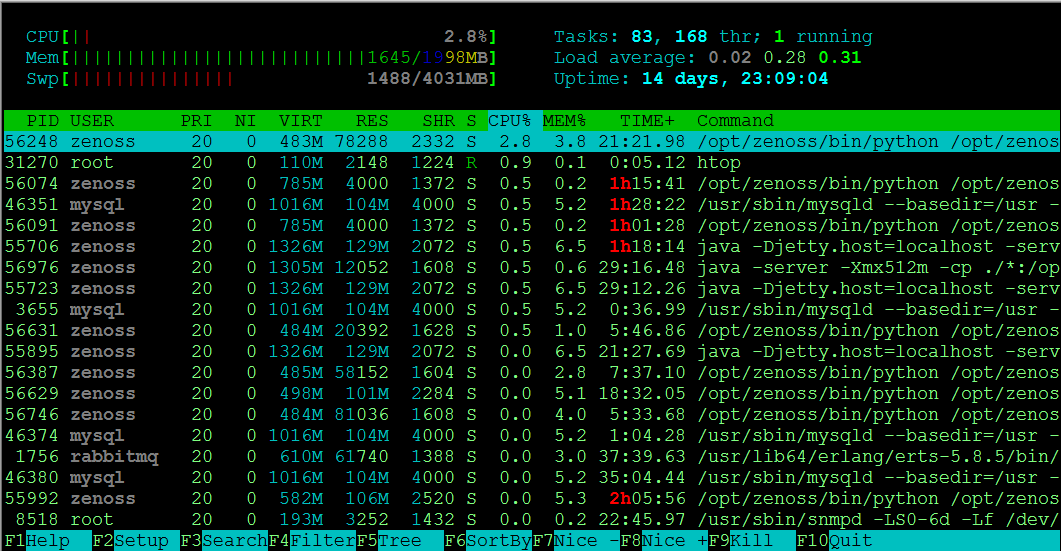 CPU[|| 2.8%] Tasks: 83, 168 thr; 1 running
Mem[||||||||||||||||||||||||||||1645/1998MB] Load average: 0.02 0.28 0.31
Swp[||||||||||||||| 1488/4031MB] Uptime: 14 days, 23:09:04
PID USER PRI NI VIRT RES SHR S CPU% MEM% TIME+ Command
56248 zenoss 20 0 483M 78288 2332 S 2.8 3.8 21:21.98 /opt/zenoss/bin/python /opt/zenos
31270 root 20 0 110M 2148 1224 R 0.9 0.1 0:05.12 htop
56074 zenoss 20 0 785M 4000 1372 S 0.5 0.2 1h15:41 /opt/zenoss/bin/python /opt/zenos
46351 mysql 20 0 1016M 104M 4000 S 0.5 5.2 1h28:22 /usr/sbin/mysqld --basedir=/usr -
56091 zenoss 20 0 785M 4000 1372 S 0.5 0.2 1h01:28 /opt/zenoss/bin/python /opt/zenos
55706 zenoss 20 0 1326M 129M 2072 S 0.5 6.5 1h18:14 java -Djetty.host=localhost -serv
56976 zenoss 20 0 1305M 12052 1608 S 0.5 0.6 29:16.48 java -server -Xmx512m -cp ./*:/op
55723 zenoss 20 0 1326M 129M 2072 S 0.5 6.5 29:12.26 java -Djetty.host=localhost -serv
3655 mysql 20 0 1016M 104M 4000 S 0.5 5.2 0:36.99 /usr/sbin/mysqld --basedir=/usr -
56631 zenoss 20 0 484M 20392 1628 S 0.0 1.0 5:46.86 /opt/zenoss/bin/python /opt/zenos
55895 zenoss 20 0 1326M 129M 2072 S 0.0 6.5 21:27.69 java -Djetty.host=localhost -serv
56387 zenoss 20 0 485M 58152 1604 S 0.0 2.8 7:37.10 /opt/zenoss/bin/python /opt/zenos
56629 zenoss 20 0 498M 101M 2284 S 0.0 5.1 18:32.05 /opt/zenoss/bin/python /opt/zenos
56746 zenoss 20 0 484M 81036 1608 S 0.0 4.0 5:33.68 /opt/zenoss/bin/python /opt/zenos
46374 mysql 20 0 1016M 104M 4000 S 0.0 5.2 1:04.28 /usr/sbin/mysqld --basedir=/usr -
1756 rabbitmq 20 0 610M 61740 1388 S 0.0 3.0 37:39.63 /usr/lib64/erlang/erts-5.8.5/bin/
46380 mysql 20 0 1016M 104M 4000 S 0.0 5.2 35:04.44 /usr/sbin/mysqld --basedir=/usr -
55992 zenoss 20 0 582M 106M 2520 S 0.0 5.3 2h05:56 /opt/zenoss/bin/python /opt/zenos
8518 root 20 0 193M 3252 1432 S 0.0 0.2 22:45.97 /usr/sbin/snmpd -LS0-6d -Lf /dev/
F1Help F2Setup F3SearchF4FilterF5Tree F6SortByF7Nice -F8Nice +F9Kill F10Quit